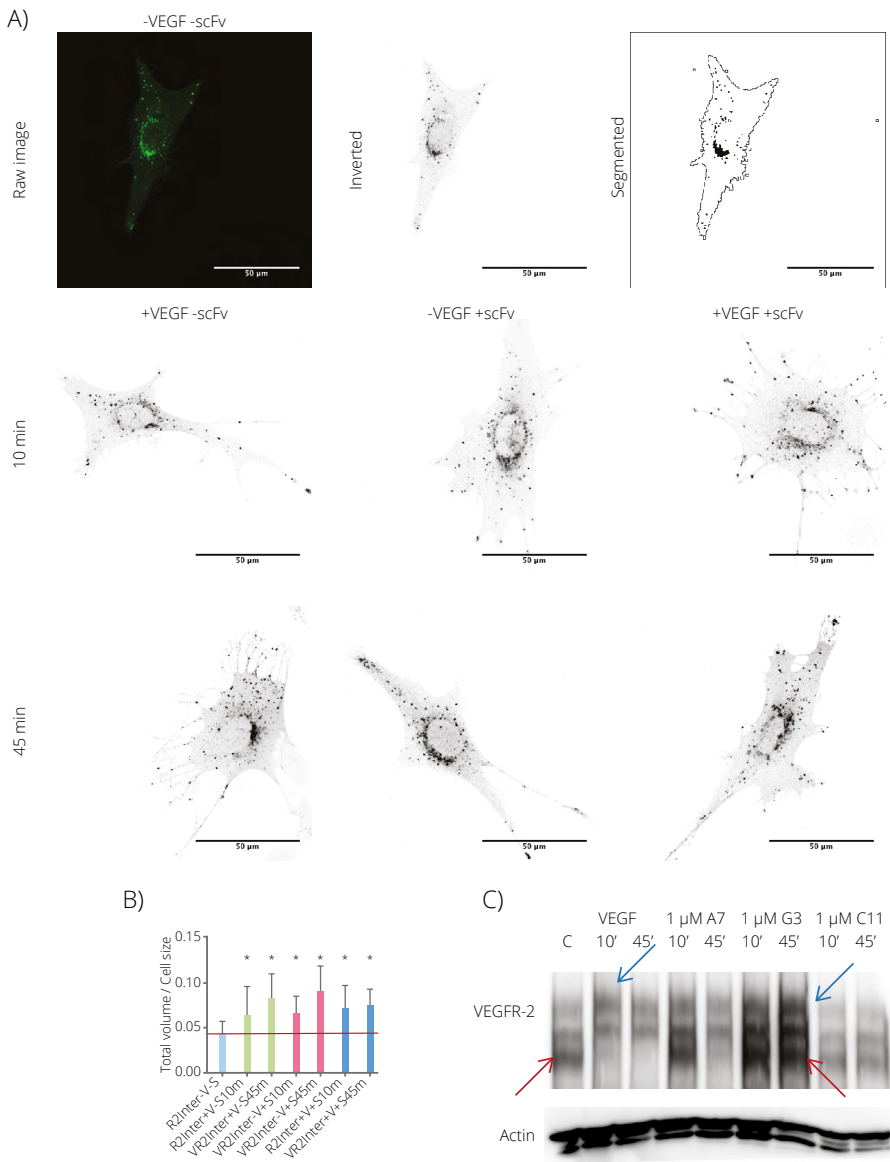 A)
-VEGF -scFv
Raw image
Inverted
Segmented
50 µm
50 µm
50 µm
+VEGF -scFv
-VEGF +scFv
+VEGF +scFv
10 min
50 µm
50 µm
50 µm
45 min
50 µm
50 µm
50 µm
B)
Total volume / Cell size
0.15
0.10
0.05
0.00
* * * * * *
R2Inter-V-S
R2Inter+V-S10m
VR2Inter+V-S45m
VR2Inter-V+S10m
VR2Inter-V+S45m
R2Inter+V+S10m
VR2Inter+V+S45m
C)
VEGF 1 µM A7 1 µM G3 1 µM C11
C 10’ 45’ 10’ 45’ 10’ 45’ 10’ 45’
VEGFR-2
Actin